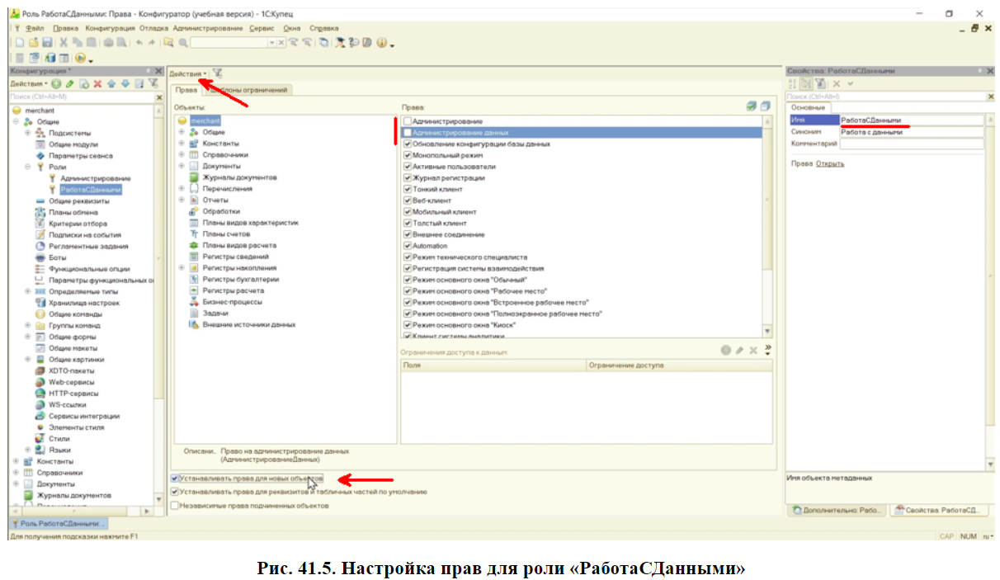 Роль РаботаСДанными: Права - Конфигуратор (учебная версия) - 1С:Купец
Файл Правка Конфигурация Отладка Администрирование Сервис Окна Справка
Конфигурация *
Действия
Поиск (Ctrl+Alt+M)
merchant
Общие
Подсистемы
Общие модули
Параметры сеанса
Роли
Администрирование
РаботаСДанными
Общие реквизиты
Планы обмена
Критерии отбора
Подписки на события
Регламентные задания
Боты
Функциональные опции
Параметры функциональных о
Определяемые типы
Хранилища настроек
Общие команды
Группы команд
Общие формы
Общие макеты
Общие картинки
XDTO-пакеты
Web-сервисы
HTTP-сервисы
WS-ссылки
Сервисы интеграции
Элементы стиля
Стили
Языки
Константы
Справочники
Документы
Журналы документов
Действия
Права
Шаблоны ограничений
Объекты:
merchant
Общие
Константы
Справочники
Документы
Журналы документов
Перечисления
Отчеты
Обработки
Планы видов характеристик
Планы счетов
Планы видов расчета
Регистры сведений
Регистры накопления
Регистры бухгалтерии
Регистры расчета
Бизнес-процессы
Задачи
Внешние источники данных
Права:
Администрирование
Администрирование данных
Обновление конфигурации базы данных
Монопольный режим
Активные пользователи
Журнал регистрации
Тонкий клиент
Веб-клиент
Мобильный клиент
Толстый клиент
Внешнее соединение
Automation
Режим технического специалиста
Регистрация системы взаимодействия
Режим основного окна "Обычный"
Режим основного окна "Рабочее место"
Режим основного окна "Встроенное рабочее место"
Режим основного окна "Полноэкранное рабочее место"
Режим основного окна "Киоск"
Клиент системы аналитики
Ограничения доступа к данным:
Поля Ограничение доступа
Описани... Право на администрирование данных
(АдминистрированиеДанных)
Устанавливать права для новых объектов
Устанавливать права для реквизитов и табличных частей по умолчанию
Независимые права подчиненных объектов
Свойства: РаботаСДанными
Поиск (Ctrl+Alt+I)
Основные
Имя РаботаСДанными
Синоним Работа с данными
Комментарий
Права Открыть
Имя объекта метаданных
Дополнительно: Рабо...
Свойства: РаботаСД...
Роль РаботаСДанными: ...
Для получения подсказки нажмите F1
CAP NUM ru
Рис. 41.5. Настройка прав для роли «РаботаСДанными»